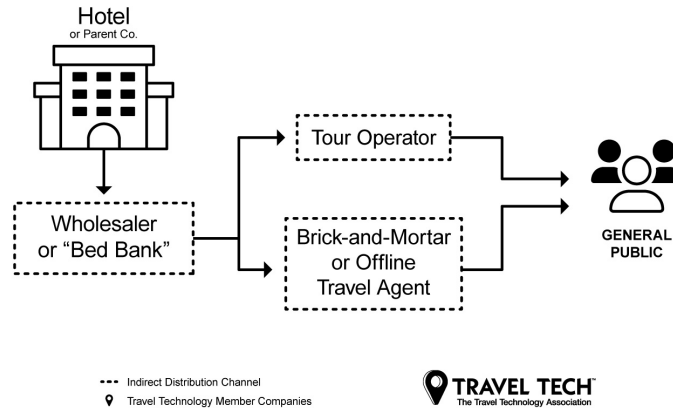 Hotel
or Parent Co.
Wholesaler
or “Bed Bank”
Tour Operator
Brick-and-Mortar
or Offline
Travel Agent
GENERAL
PUBLIC
Indirect Distribution Channel
Travel Technology Member Companies
TRAVEL TECH™
The Travel Technology Association